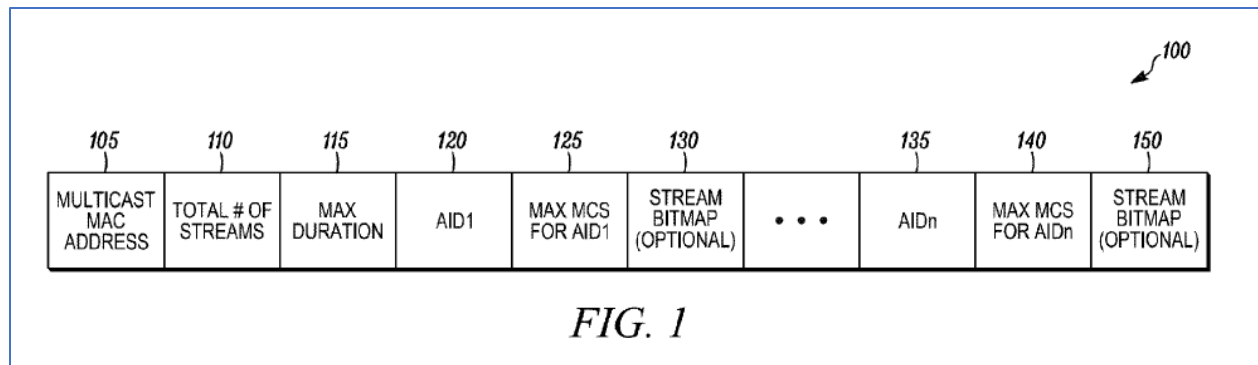 100
105 110 115 120 125 130 135 140 150
MULTICAST TOTAL # OF MAX AID1 MAX MCS STREAM • • • AIDn MAX MCS STREAM
MAC STREAMS DURATION FOR AID1 BITMAP FOR AIDn BITMAP
ADDRESS (OPTIONAL) (OPTIONAL)
FIG. 1